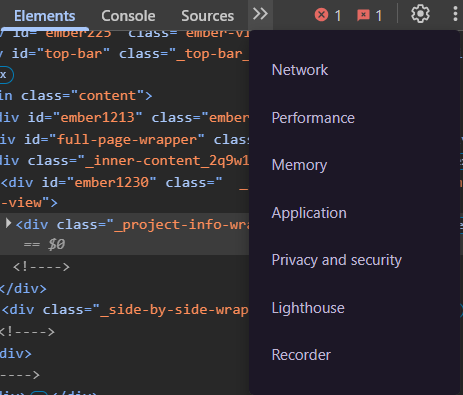 Elements Console Sources 1 1
id="ember225" class="ember-vi
id="top-bar" class="_top-bar_
x
in class="content">
div id="ember1213" class="embe
div id="full-page-wrapper"
div class="_inner-content_2q9w1
<div id="ember1230" class=" _
-view">
<div class="_project-info-wra
== $0
<!---->
</div>
<div class="_side-by-side-wrap
<!---->
div>
---->
div> </div>
Network
Performance
Memory
Application
Privacy and security
Lighthouse
Recorder